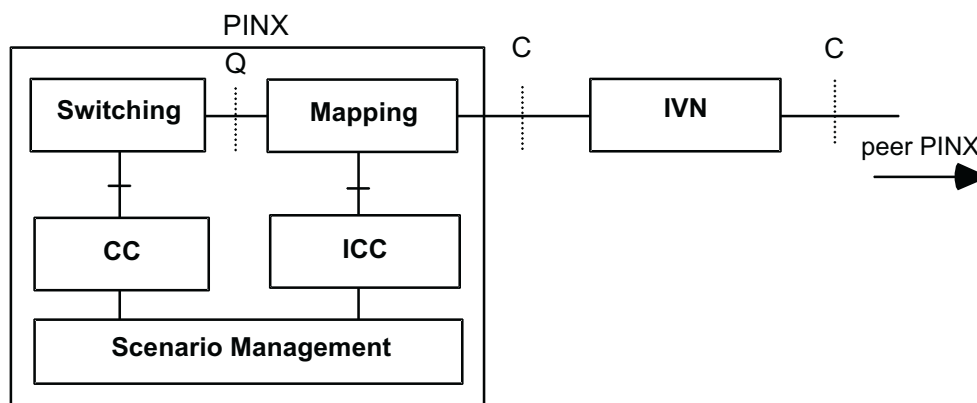 PINX
Q
C
C
Switching
Mapping
IVN
peer PINX
CC
ICC
Scenario Management